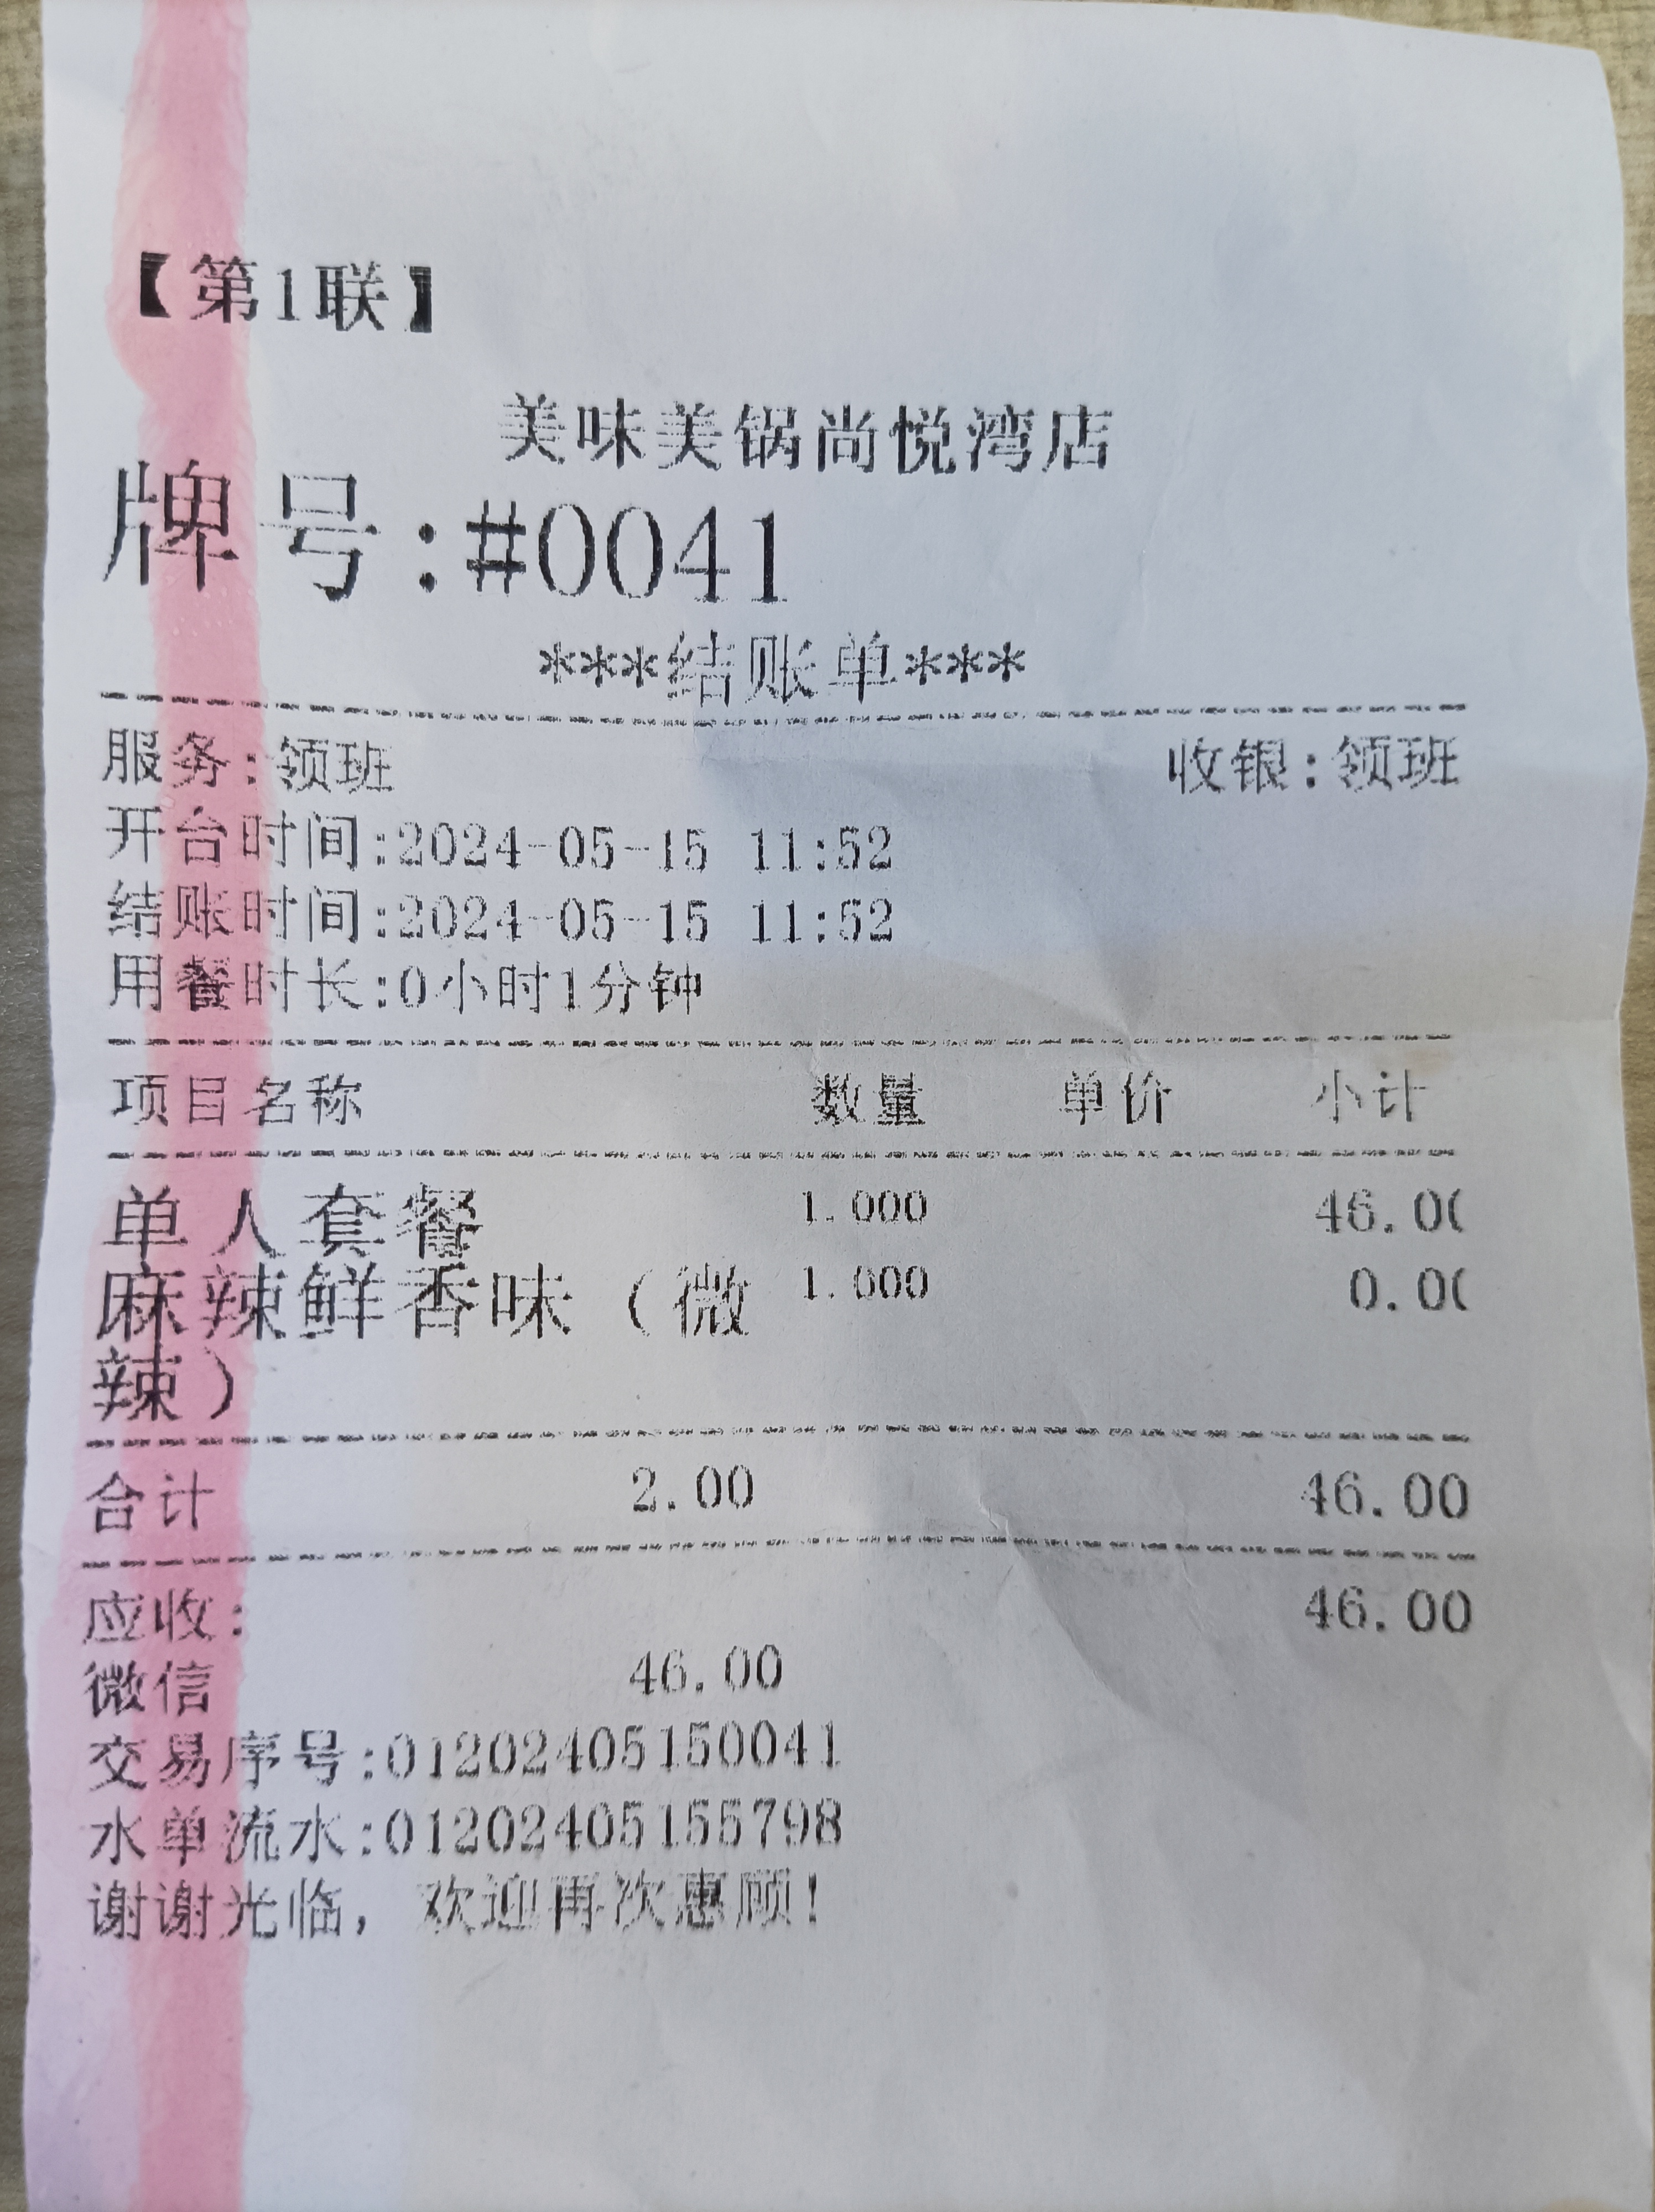 【第1联】
美味美锅尚悦湾店
牌号:#0041
***结账单***
服务:领班 收银:领班
开台时间:2024-05-15 11:52
结账时间:2024-05-15 11:52
用餐时长:0小时1分钟
项目名称 数量 单价 小计
单人套餐 1.000 46.00
麻辣鲜香味（微 1.000 0.00
辣）
合计 2.00 46.00
应收: 46.00
微信 46.00
交易序号:01202405150041
水单流水:01202405155798
谢谢光临，欢迎再次惠顾！